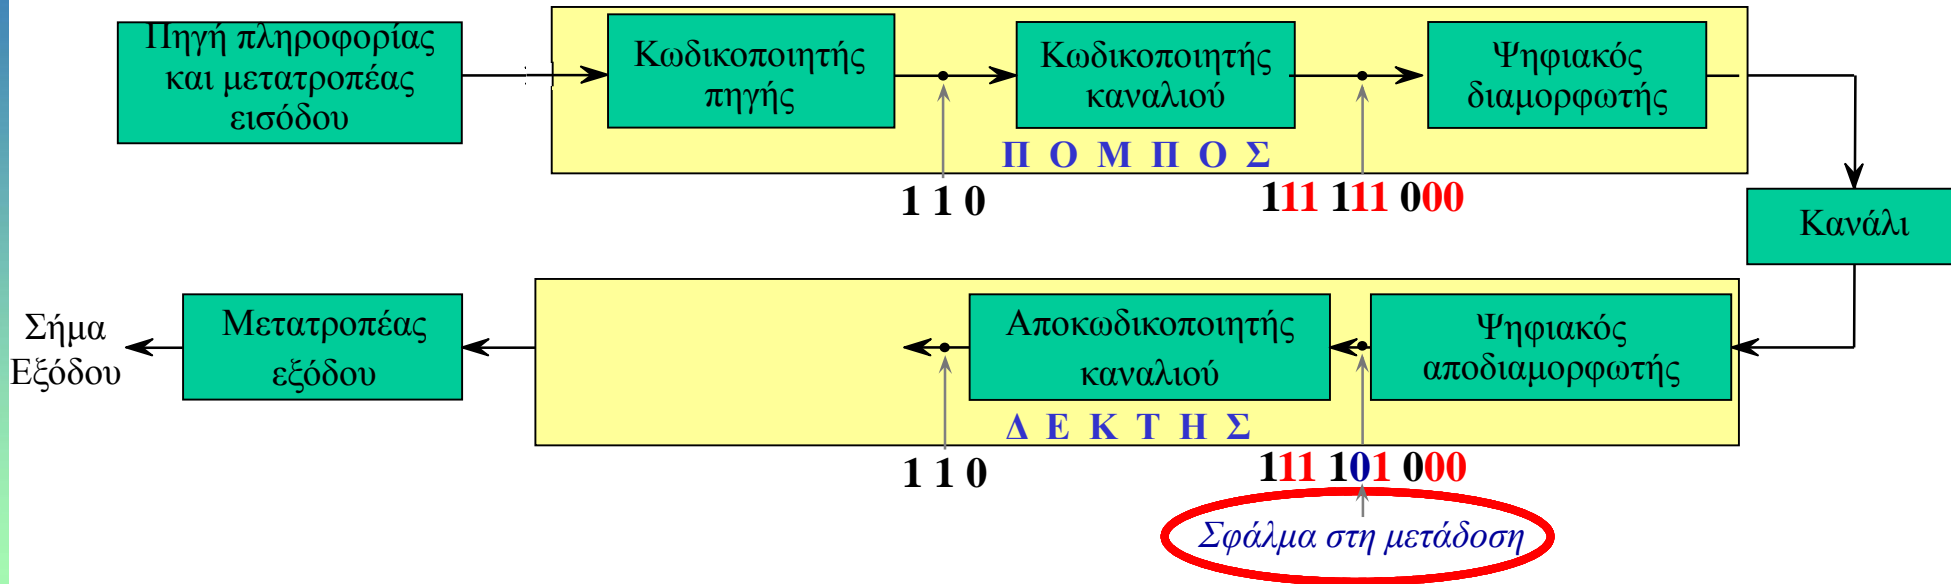 Πηγή πληροφορίας
και μετατροπέας
εισόδου
Κωδικοποιητής
πηγής
Κωδικοποιητής
καναλιού
Ψηφιακός
διαμορφωτής
Π Ο Μ Π Ο Σ
1 1 0
111 111 000
Κανάλι
Σήμα
Εξόδου
Μετατροπέας
εξόδου
Αποκωδικοποιητής
καναλιού
Ψηφιακός
αποδιαμορφωτής
Δ Ε Κ Τ Η Σ
1 1 0
111 101 000
Σφάλμα στη μετάδοση